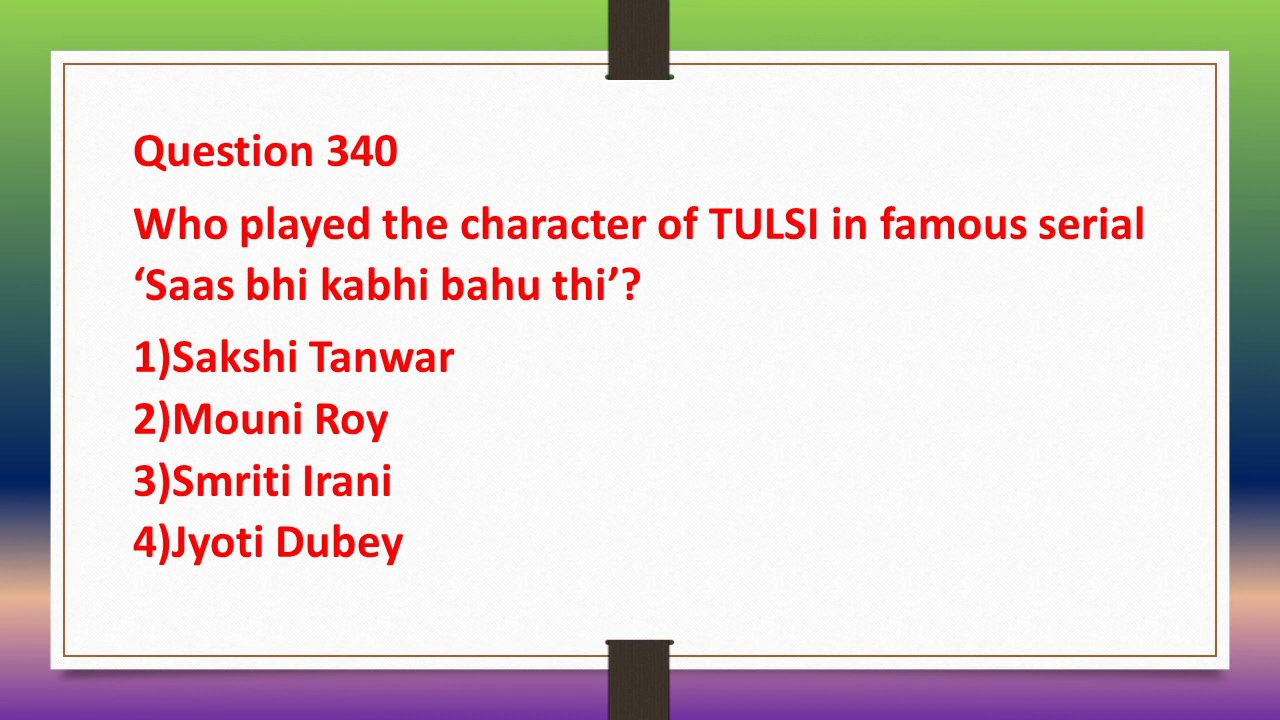 Question 340
Who played the character of TULSI in famous serial
‘Saas bhi kabhi bahu thi’?
1)Sakshi Tanwar
2)Mouni Roy
3)Smriti Irani
4)Jyoti Dubey